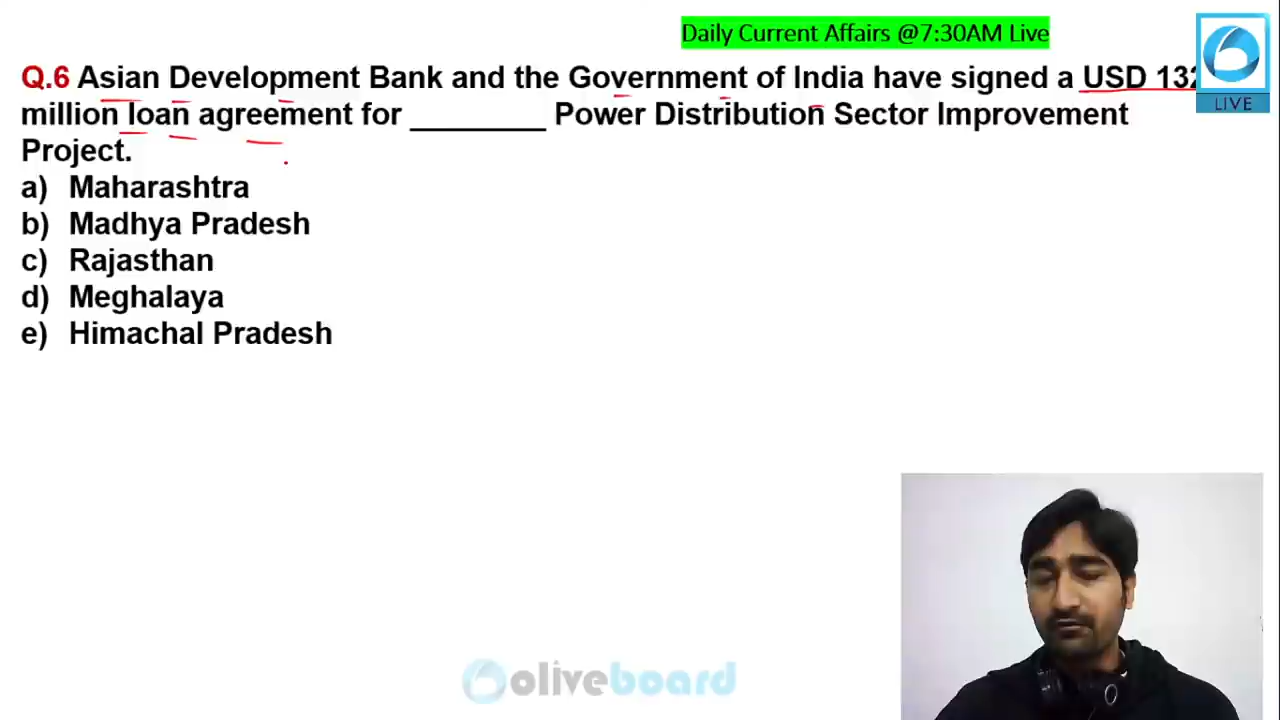 Daily Current Affairs @7:30AM Live
Q.6 Asian Development Bank and the Government of India have signed a USD 132
million loan agreement for ________ Power Distribution Sector Improvement
Project.
a) Maharashtra
b) Madhya Pradesh
c) Rajasthan
d) Meghalaya
e) Himachal Pradesh
LIVE
oliveboard